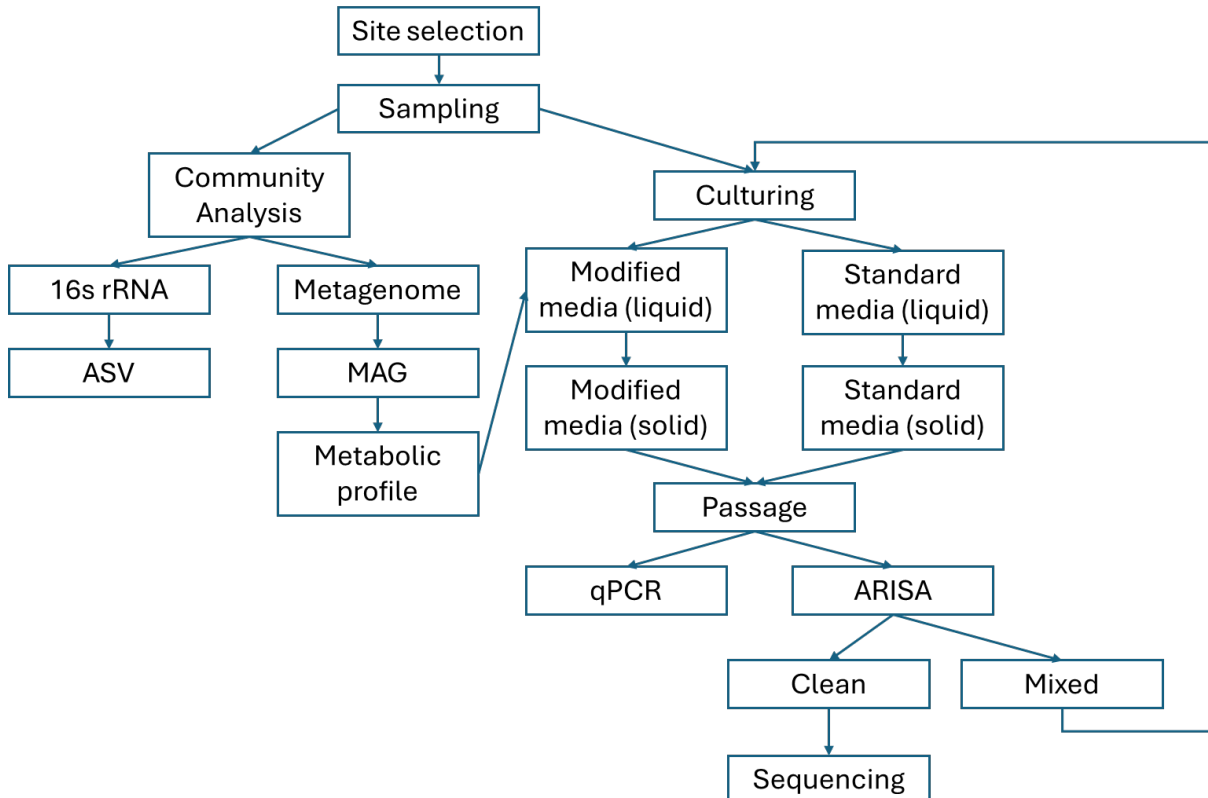 Site selection
Sampling
Community
Analysis
Culturing
16s rRNA
Metagenome
Modified
media (liquid)
Standard
media (liquid)
ASV
MAG
Modified
media (solid)
Standard
media (solid)
Metabolic
profile
Passage
qPCR
ARISA
Clean
Mixed
Sequencing